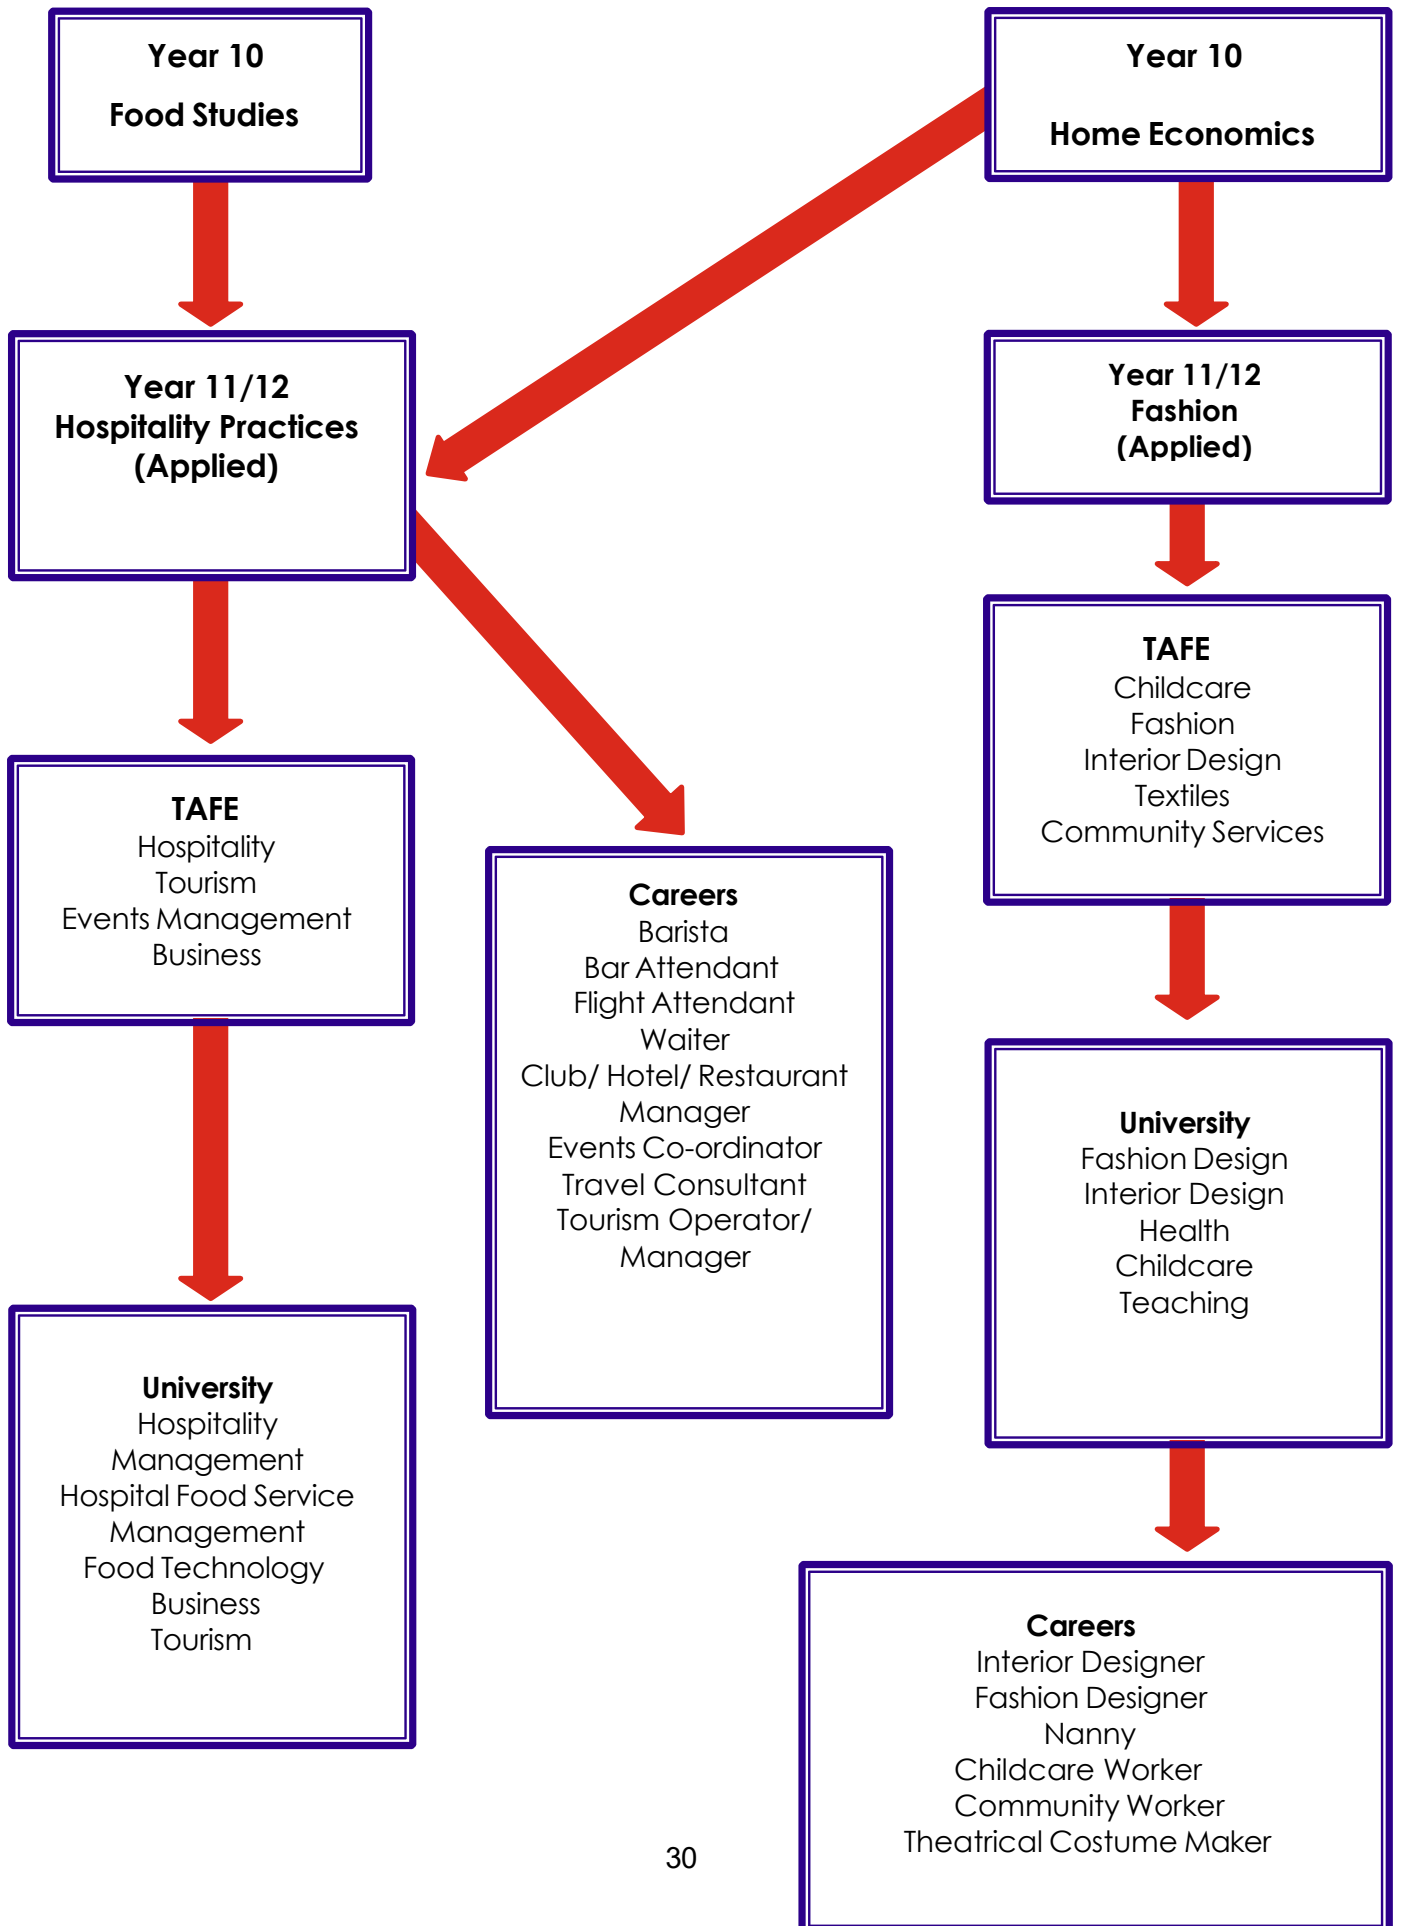 Year 10
Food Studies
Year 10
Home Economics
Year 11/12
Hospitality Practices
(Applied)
Year 11/12
Fashion
(Applied)
TAFE
Childcare
Fashion
Interior Design
Textiles
Community Services
TAFE
Hospitality
Tourism
Events Management
Business
Careers
Barista
Bar Attendant
Flight Attendant
Waiter
Club/ Hotel/ Restaurant
Manager
Events Co-ordinator
Travel Consultant
Tourism Operator/
Manager
University
Fashion Design
Interior Design
Health
Childcare
Teaching
University
Hospitality
Management
Hospital Food Service
Management
Food Technology
Business
Tourism
Careers
Interior Designer
Fashion Designer
Nanny
Childcare Worker
Community Worker
Theatrical Costume Maker
30